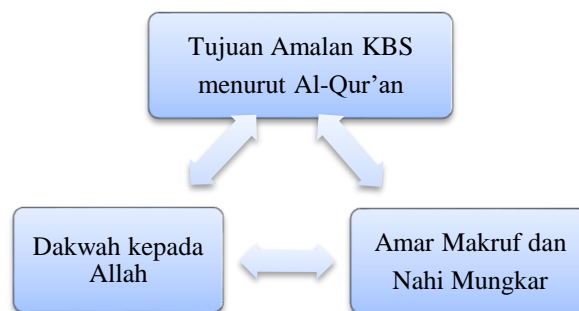 Tujuan Amalan KBS
menurut Al-Qur’an
Dakwah kepada
Allah
Amar Makruf dan
Nahi Mungkar